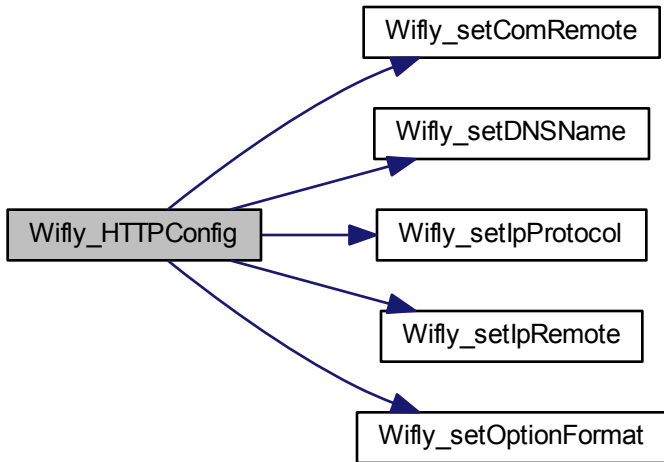 Wifly_setComRemote
Wifly_setDNSName
Wifly_HTTPConfig
Wifly_setIpProtocol
Wifly_setIpRemote
Wifly_setOptionFormat